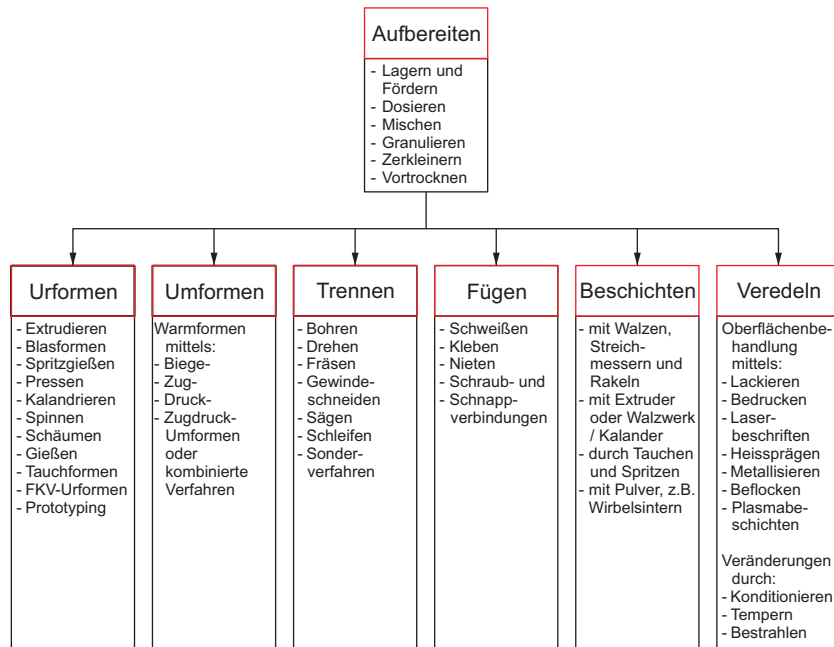 Aufbereiten
- Lagern und
Fördern
- Dosieren
- Mischen
- Granulieren
- Zerkleinern
- Vortrocknen
Urformen
- Extrudieren
- Blasformen
- Spritzgießen
- Pressen
- Kalandrieren
- Spinnen
- Schäumen
- Gießen
- Tauchformen
- FKV-Urformen
- Prototyping
Umformen
Warmformen
mittels:
- Biege-
- Zug-
- Druck-
- Zugdruck-
Umformen
oder
kombinierte
Verfahren
Trennen
- Bohren
- Drehen
- Fräsen
- Gewinde-
schneiden
- Sägen
- Schleifen
- Sonder-
verfahren
Fügen
- Schweißen
- Kleben
- Nieten
- Schraub- und
- Schnapp-
verbindungen
Beschichten
- mit Walzen,
Streich-
messern und
Rakeln
- mit Extruder
oder Walzwerk
/ Kalander
- durch Tauchen
und Spritzen
- mit Pulver, z.B.
Wirbelsintern
Veredeln
Oberflächenbe-
handlung
mittels:
- Lackieren
- Bedrucken
- Laser-
beschriften
- Heissprägen
- Metallisieren
- Beflocken
- Plasmabe-
schichten
Veränderungen
durch:
- Konditionieren
- Tempern
- Bestrahlen